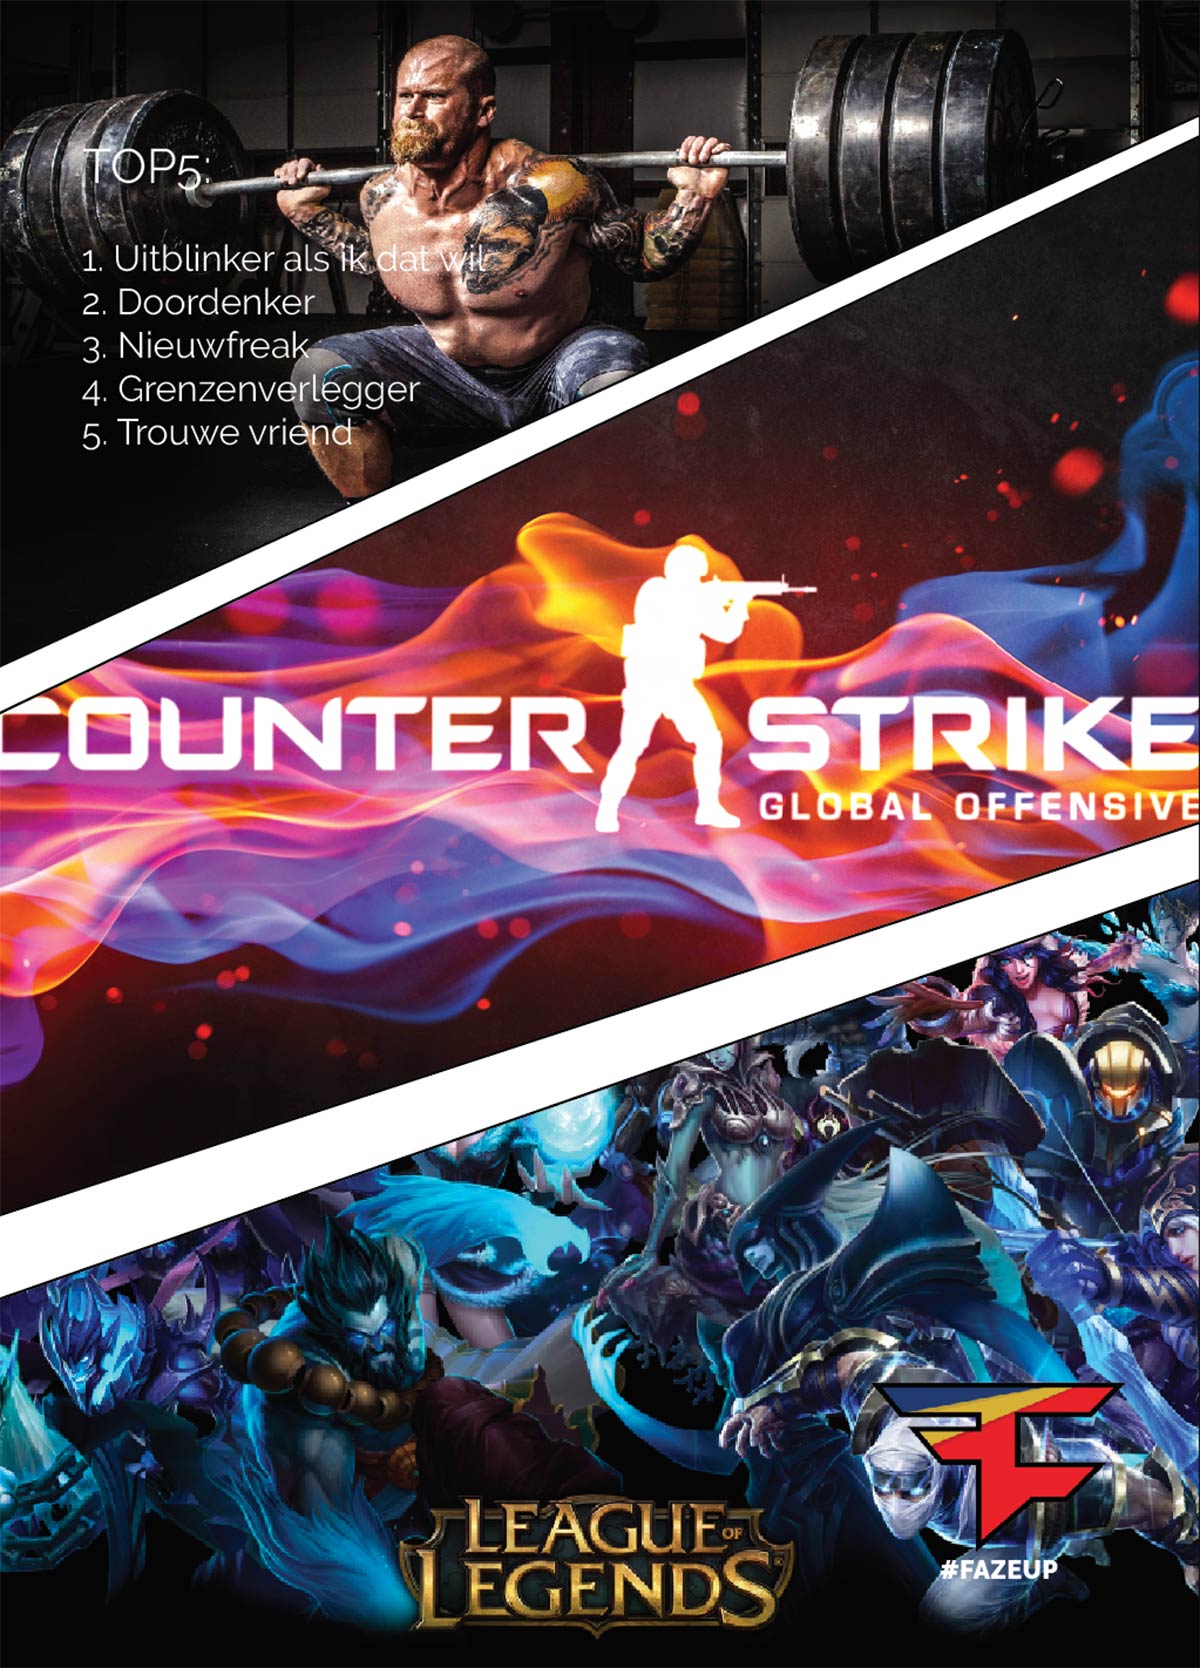 TOP5:
1. Uitblinker als ik dat wil
2. Doordenker
3. Nieuwfreak
4. Grenzenverlegger
5. Trouwe vriend
COUNTER STRIKE
GLOBAL OFFENSIVE
LEAGUE OF
LEGENDS
#FAZEUP